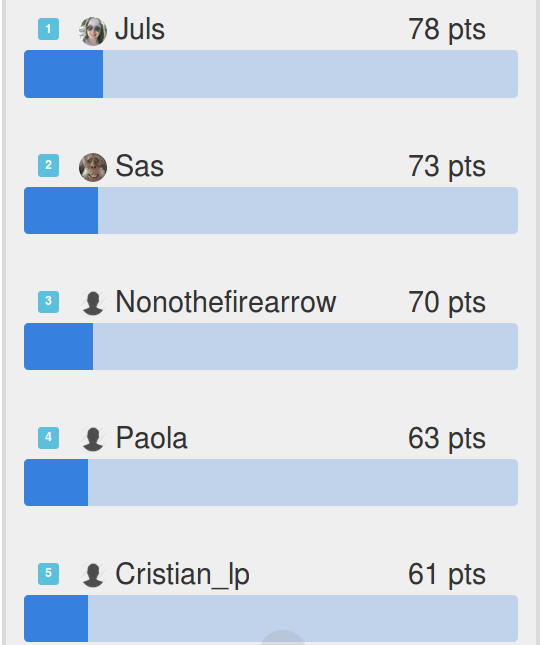 1 Juls 78 pts
2 Sas 73 pts
3 Nonothefirearrow 70 pts
4 Paola 63 pts
5 Cristian_lp 61 pts